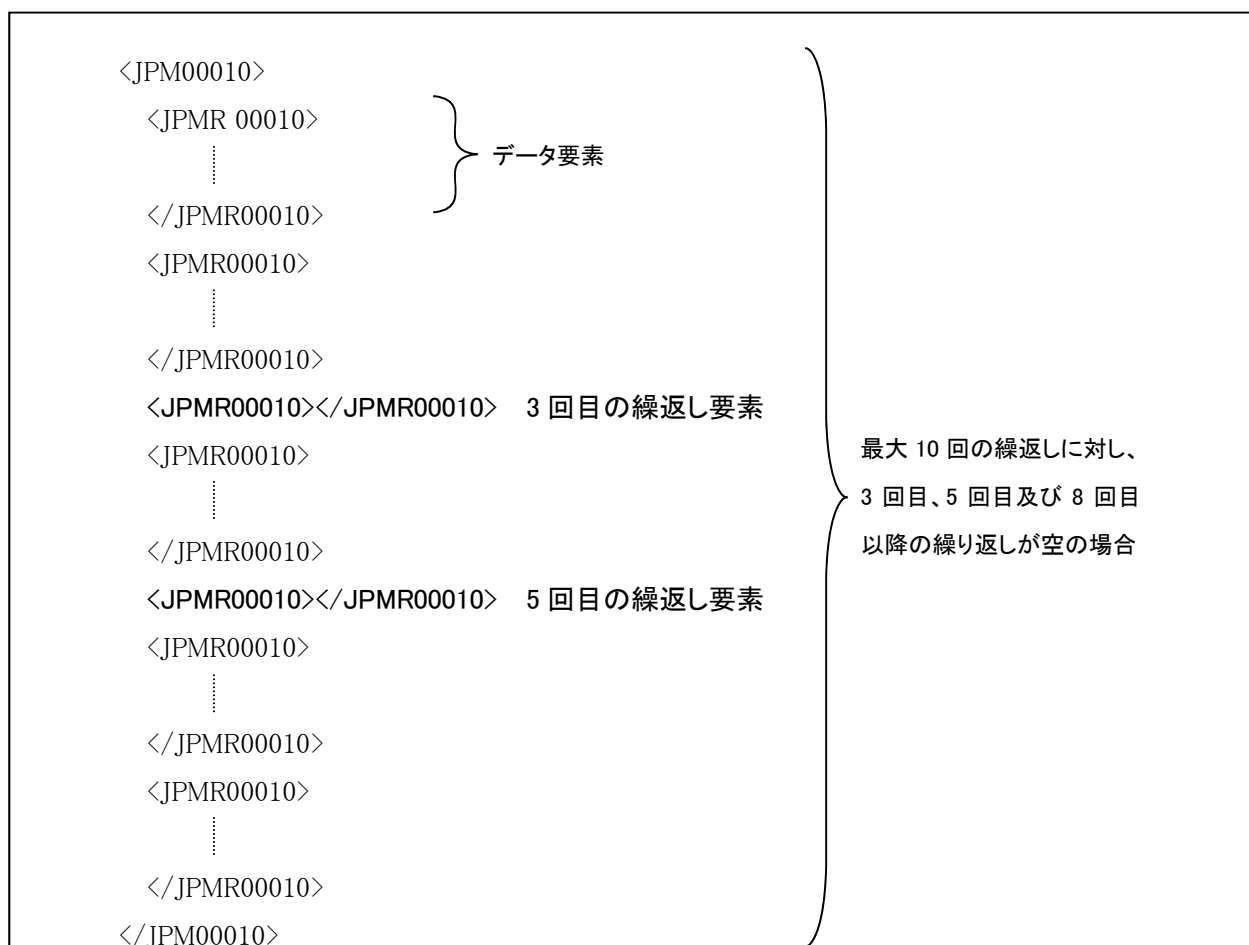 <JPM00010>
<JPMR 00010>
データ要素
</JPMR00010>
<JPMR00010>
</JPMR00010>
<JPMR00010></JPMR00010> 3 回目の繰返し要素
<JPMR00010>
最大 10 回の繰返しに対し、
3 回目、5 回目及び 8 回目
以降の繰り返しが空の場合
</JPMR00010>
<JPMR00010></JPMR00010> 5 回目の繰返し要素
<JPMR00010>
</JPMR00010>
<JPMR00010>
</JPMR00010>
</JPM00010>